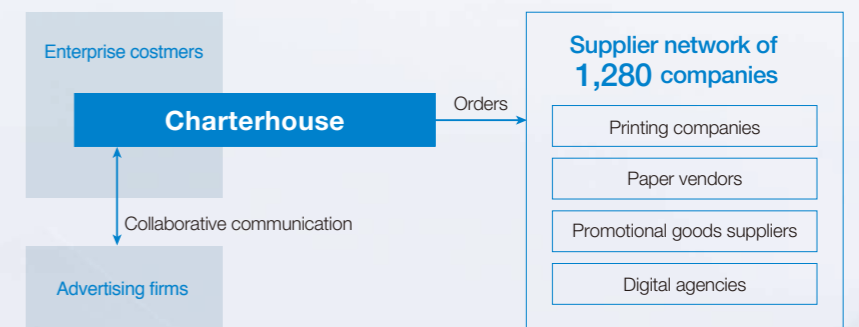 Enterprise costmers
Charterhouse
Collaborative communication
Advertising firms
Orders
Supplier network of
1,280 companies
Printing companies
Paper vendors
Promotional goods suppliers
Digital agencies